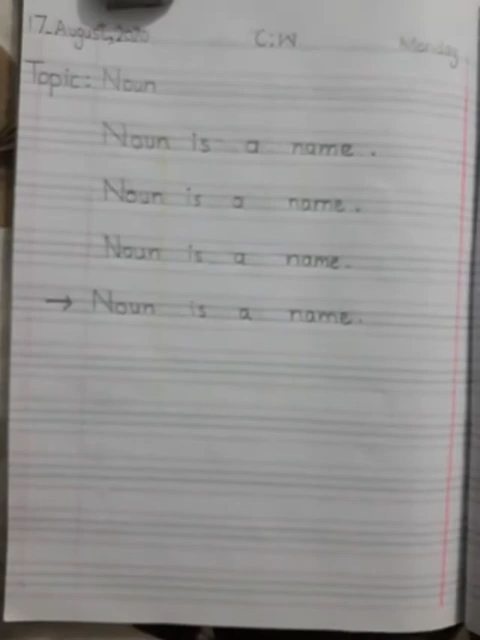 17-August,2020 C:W Monday
Topic: Noun
Noun is a name.
Noun is a name.
Noun is a name.
→ Noun is a name.